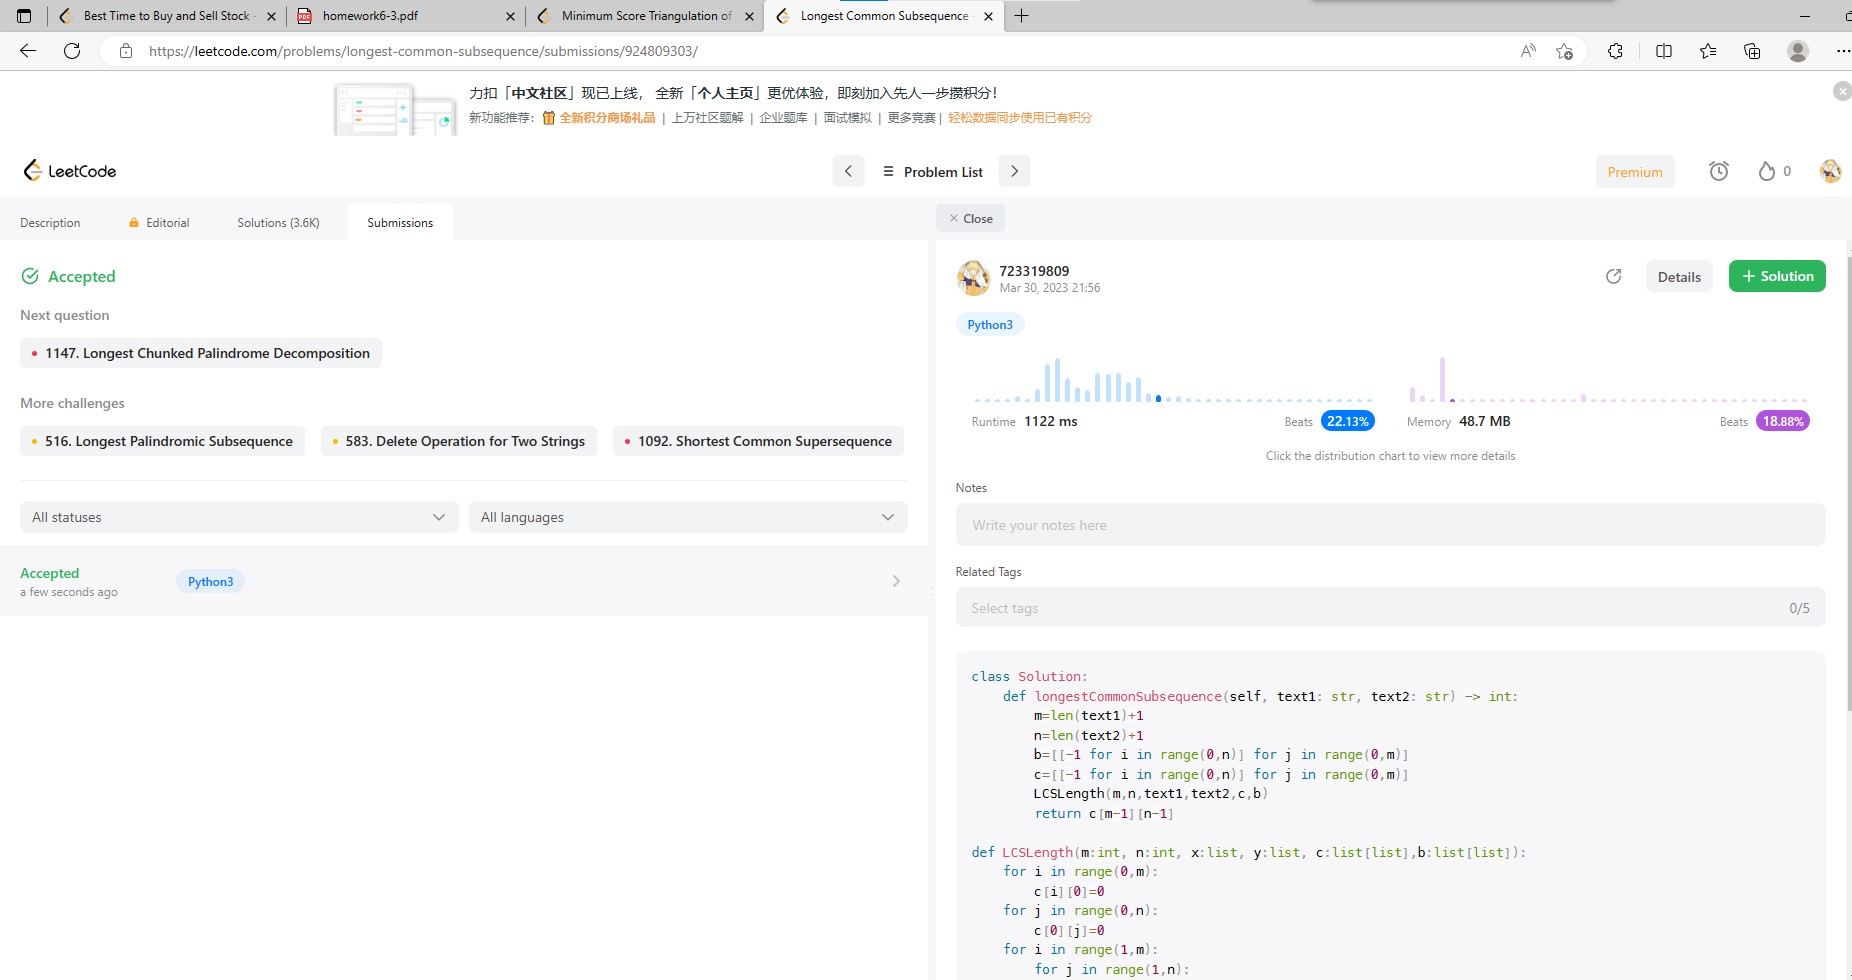 Best Time to Buy and Sell Stock -
homework6-3.pdf
Minimum Score Triangulation of
Longest Common Subsequence -
https://leetcode.com/problems/longest-common-subsequence/submissions/924809303/
力扣「中文社区」现已上线， 全新「个人主页」更优体验，即刻加入先人一步攒积分！
新功能推荐： 全新积分商场礼品 | 上万社区题解 | 企业题库 | 面试模拟 | 更多竞赛 | 轻松数据同步使用已有积分
LeetCode
Problem List
Premium
0
Description
Editorial
Solutions (3.6K)
Submissions
Close
Accepted
Next question
1147. Longest Chunked Palindrome Decomposition
More challenges
516. Longest Palindromic Subsequence
583. Delete Operation for Two Strings
1092. Shortest Common Supersequence
All statuses
All languages
Accepted
a few seconds ago
Python3
723319809
Mar 30, 2023 21:56
Details
+ Solution
Python3
Runtime 1122 ms
Beats 22.13%
Memory 48.7 MB
Beats 18.88%
Click the distribution chart to view more details
Notes
Write your notes here
Related Tags
Select tags
0/5
class Solution:
    def longestCommonSubsequence(self, text1: str, text2: str) -> int:
        m=len(text1)+1
        n=len(text2)+1
        b=[[-1 for i in range(0,n)] for j in range(0,m)]
        c=[[-1 for i in range(0,n)] for j in range(0,m)]
        LCSLength(m,n,text1,text2,c,b)
        return c[m-1][n-1]
def LCSLength(m:int, n:int, x:list, y:list, c:list[list],b:list[list]):
    for i in range(0,m):
        c[i][0]=0
    for j in range(0,n):
        c[0][j]=0
    for i in range(1,m):
        for j in range(1,n):